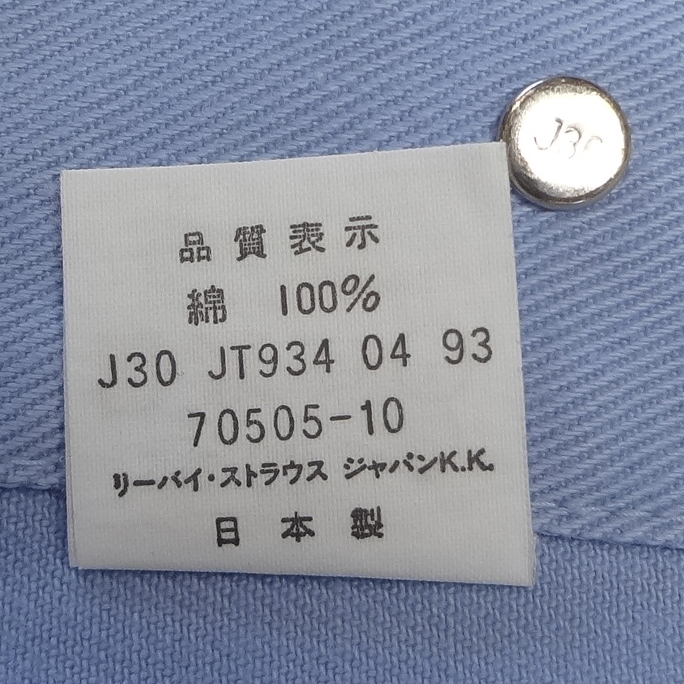 J30
品質表示
綿 100%
J30 JT934 04 93
70505-10
リーバイ・ストラウス ジャパンK.K.
日本製